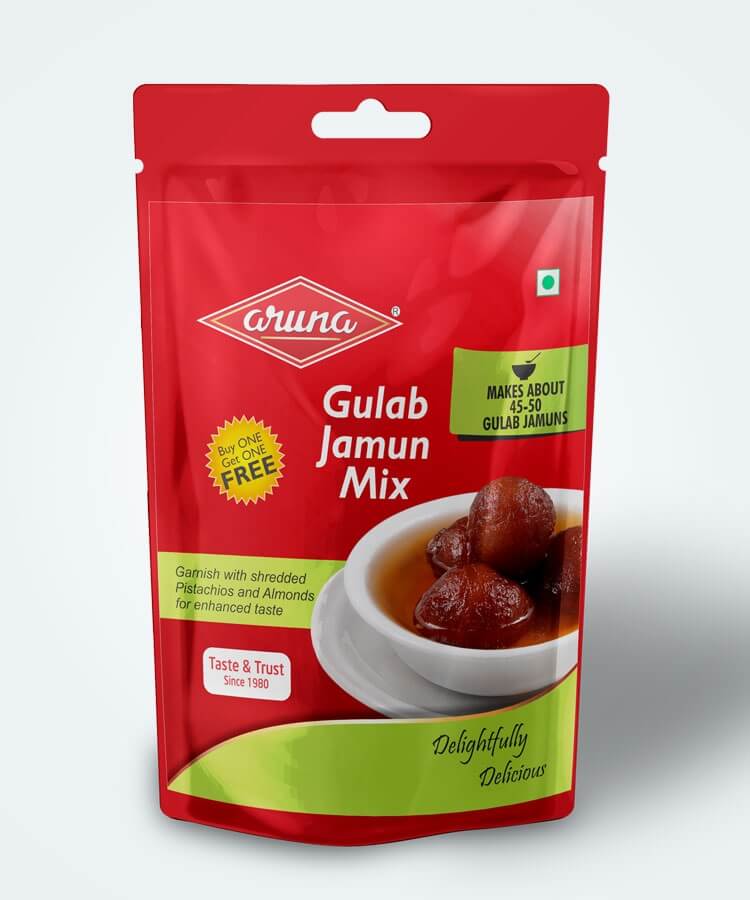 aruna
®
Gulab
Jamun
Mix
MAKES ABOUT
45-50
GULAB JAMUNS
Buy ONE
Get ONE
FREE
Garnish with shredded
Pistachios and Almonds
for enhanced taste
Taste & Trust
Since 1980
Delightfully
Delicious